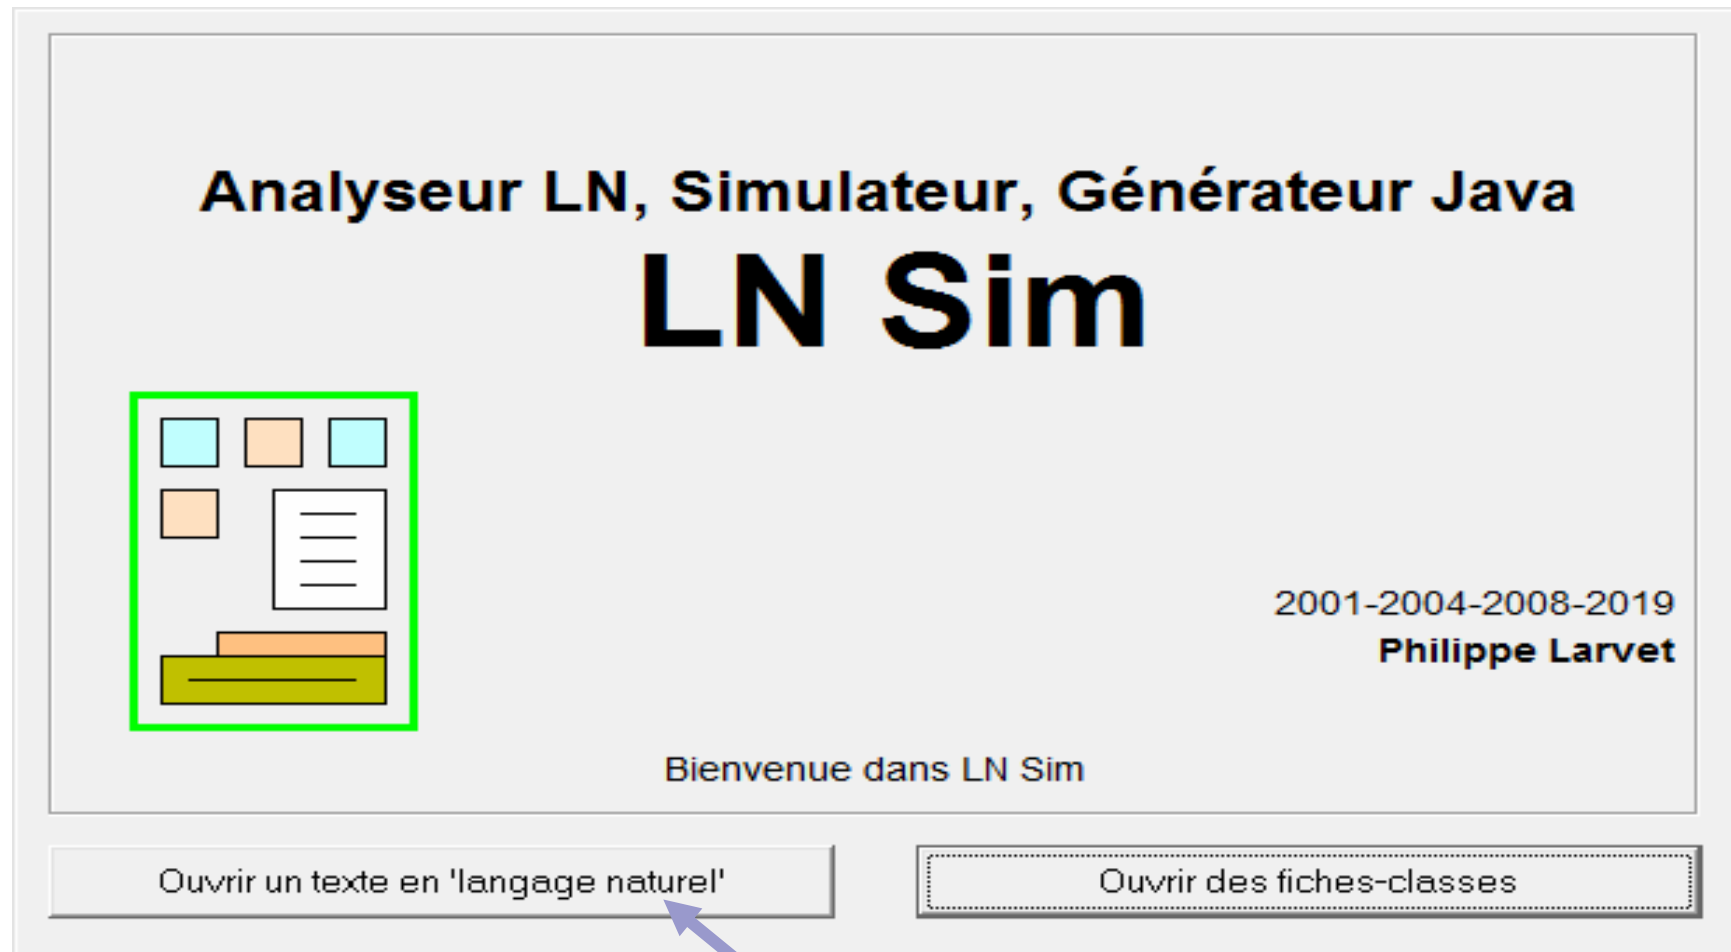 Analyseur LN, Simulateur, Générateur Java
LN Sim
2001-2004-2008-2019
Philippe Larvet
Bienvenue dans LN Sim
Ouvrir un texte en 'langage naturel'
Ouvrir des fiches-classes